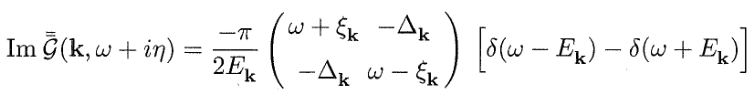 Im \bar{\bar{\mathcal{G}}}(\mathbf{k}, \omega + i\eta) = \frac{-\pi}{2E_{\mathbf{k}}} \begin{pmatrix} \omega + \xi_{\mathbf{k}} & -\Delta_{\mathbf{k}} \\ -\Delta_{\mathbf{k}} & \omega - \xi_{\mathbf{k}} \end{pmatrix} \left[ \delta(\omega - E_{\mathbf{k}}) - \delta(\omega + E_{\mathbf{k}}) \right]